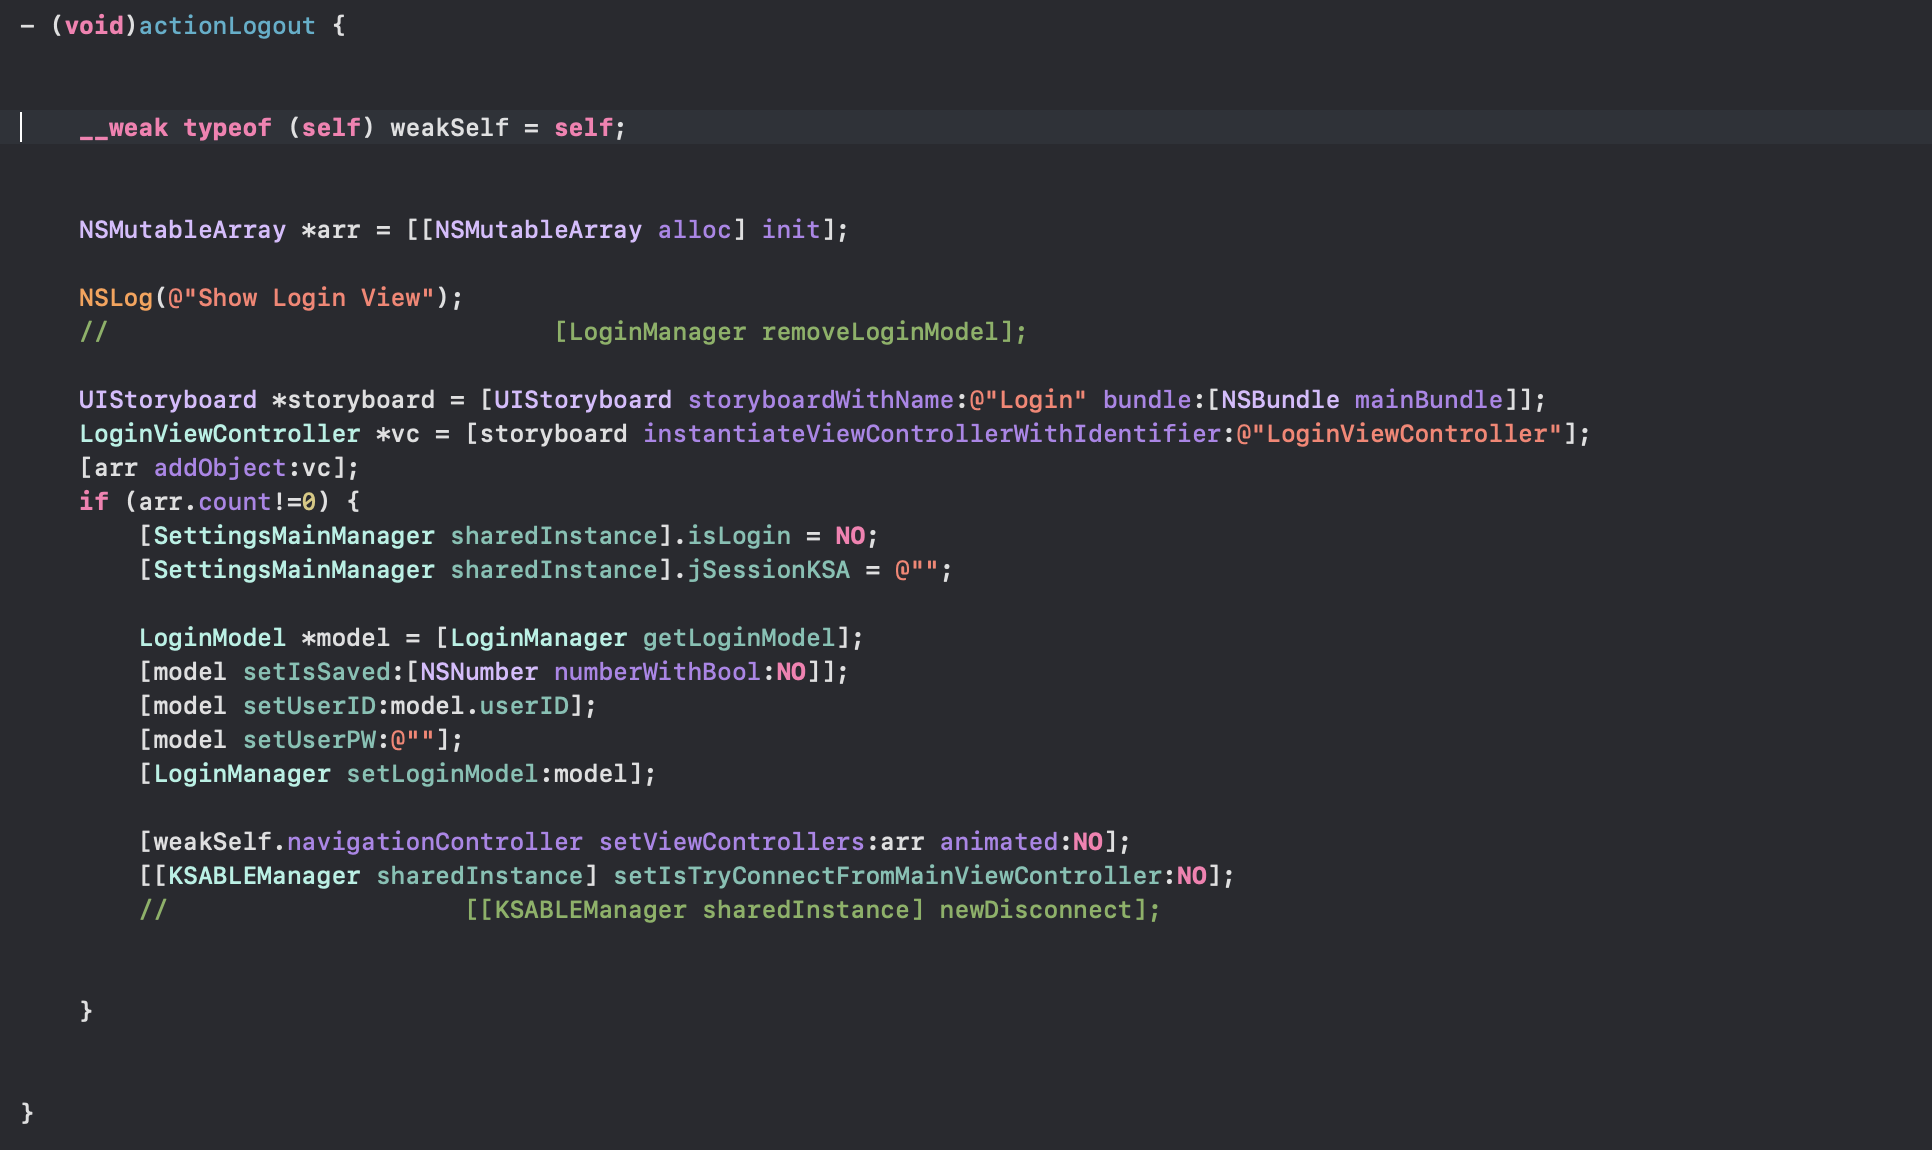 - (void)actionLogout {
__weak typeof (self) weakSelf = self;
NSMutableArray *arr = [[NSMutableArray alloc] init];
NSLog(@"Show Login View");
//                              [LoginManager removeLoginModel];
UIStoryboard *storyboard = [UIStoryboard storyboardWithName:@"Login" bundle:[NSBundle mainBundle]];
LoginViewController *vc = [storyboard instantiateViewControllerWithIdentifier:@"LoginViewController"];
[arr addObject:vc];
if (arr.count!=0) {
[SettingsMainManager sharedInstance].isLogin = NO;
[SettingsMainManager sharedInstance].jSessionKSA = @"";
LoginModel *model = [LoginManager getLoginModel];
[model setIsSaved:[NSNumber numberWithBool:NO]];
[model setUserID:model.userID];
[model setUserPW:@""];
[LoginManager setLoginModel:model];
[weakSelf.navigationController setViewControllers:arr animated:NO];
[[KSABLEManager sharedInstance] setIsTryConnectFromMainViewController:NO];
//                    [[KSABLEManager sharedInstance] newDisconnect];
}
}